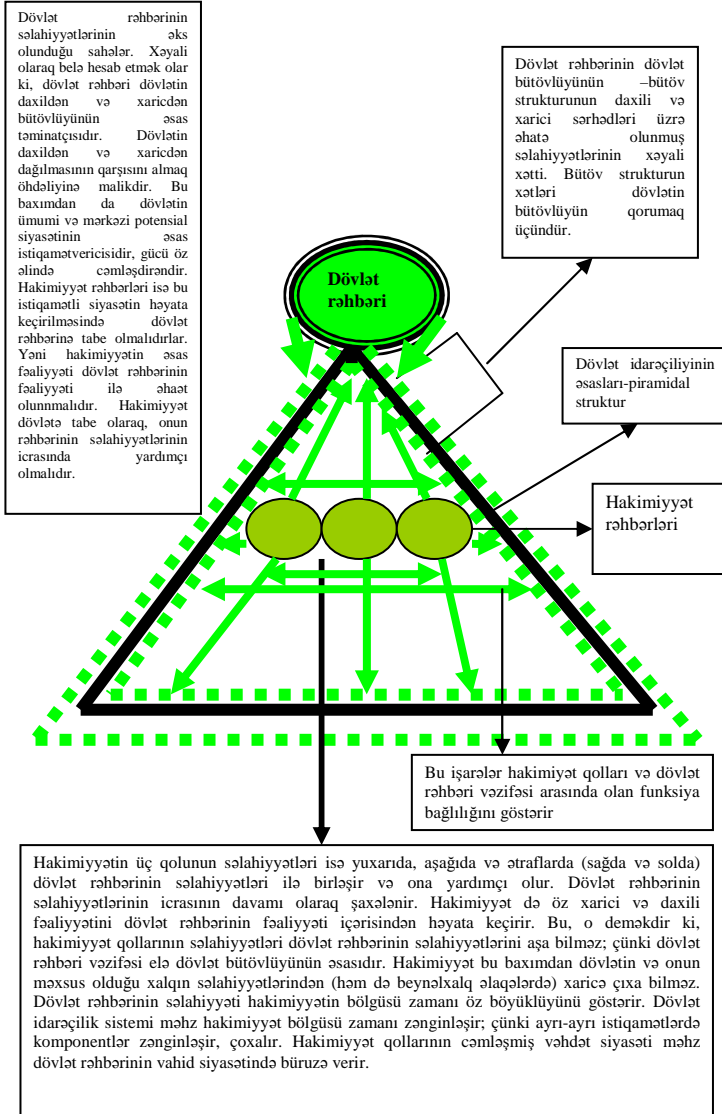 Dövlət rəhbərinin
səlahiyyətlərinin əks
olunduğu sahələr. Xəyali
olaraq belə hesab etmək olar
ki, dövlət rəhbəri dövlətin
daxildən və xaricdən
bütövlüyünün əsas
təminatçısıdır. Dövlətin
daxildən və xaricdən
dağılmasının qarşısını almaq
öhdəliyinə malikdir. Bu
baxımdan da dövlətin
ümumi və mərkəzi potensial
siyasətinin əsas
istiqamətvericisidir, gücü öz
əlində cəmləşdirəndir.
Hakimiyyət rəhbərləri isə bu
istiqamətli siyasətin həyata
keçirilməsində dövlət
rəhbərinə tabe olmalıdırlar.
Yəni hakimiyyətin əsas
fəaliyyəti dövlət rəhbərinin
fəaliyyəti ilə əhaət
olunnmalıdır. Hakimiyyət
dövlətə tabe olaraq, onun
rəhbərinin səlahiyyətlərinin
icrasında yardımçı
olmalıdır.
Dövlət rəhbərinin dövlət
bütövlüyünün –bütöv
strukturunun daxili və
xarici sərhədləri üzrə
əhatə olunmuş
səlahiyyətlərinin xəyali
xətti. Bütöv strukturun
xətləri dövlətin
bütövlüyün qorumaq
üçündür.
Dövlət
rəhbəri
Dövlət idarəçiliyinin
əsasları-piramidal
struktur
Hakimiyyət
rəhbərləri
Bu işarələr hakimiyət qolları və dövlət
rəhbəri vəzifəsi arasında olan funksiya
bağlılığını göstərir
Hakimiyyətin üç qolunun səlahiyyətləri isə yuxarıda, aşağıda və ətraflarda (sağda və solda)
dövlət rəhbərinin səlahiyyətləri ilə birləşir və ona yardımçı olur. Dövlət rəhbərinin
səlahiyyətlərinin icrasının davamı olaraq şaxələnir. Hakimiyyət də öz xarici və daxili
fəaliyyətini dövlət rəhbərinin fəaliyyəti içərisindən həyata keçirir. Bu, o deməkdir ki,
hakimiyyət qollarının səlahiyyətləri dövlət rəhbərinin səlahiyyətlərini aşa bilməz; çünki dövlət
rəhbəri vəzifəsi elə dövlət bütövlüyünün əsasıdır. Hakimiyyət bu baxımdan dövlətin və onun
məxsus olduğu xalqın səlahiyyətlərindən (həm də beynəlxalq əlaqələrdə) xaricə çıxa bilməz.
Dövlət rəhbərinin səlahiyyəti hakimiyyətin bölgüsü zamanı öz böyüklüyünü göstərir. Dövlət
idarəçilik sistemi məhz hakimiyyət bölgüsü zamanı zənginləşir; çünki ayrı-ayrı istiqamətlərdə
komponentlər zənginləşir, çoxalır. Hakimiyyət qollarının cəmləşmiş vəhdət siyasəti məhz
dövlət rəhbərinin vahid siyasətində büruzə verir.